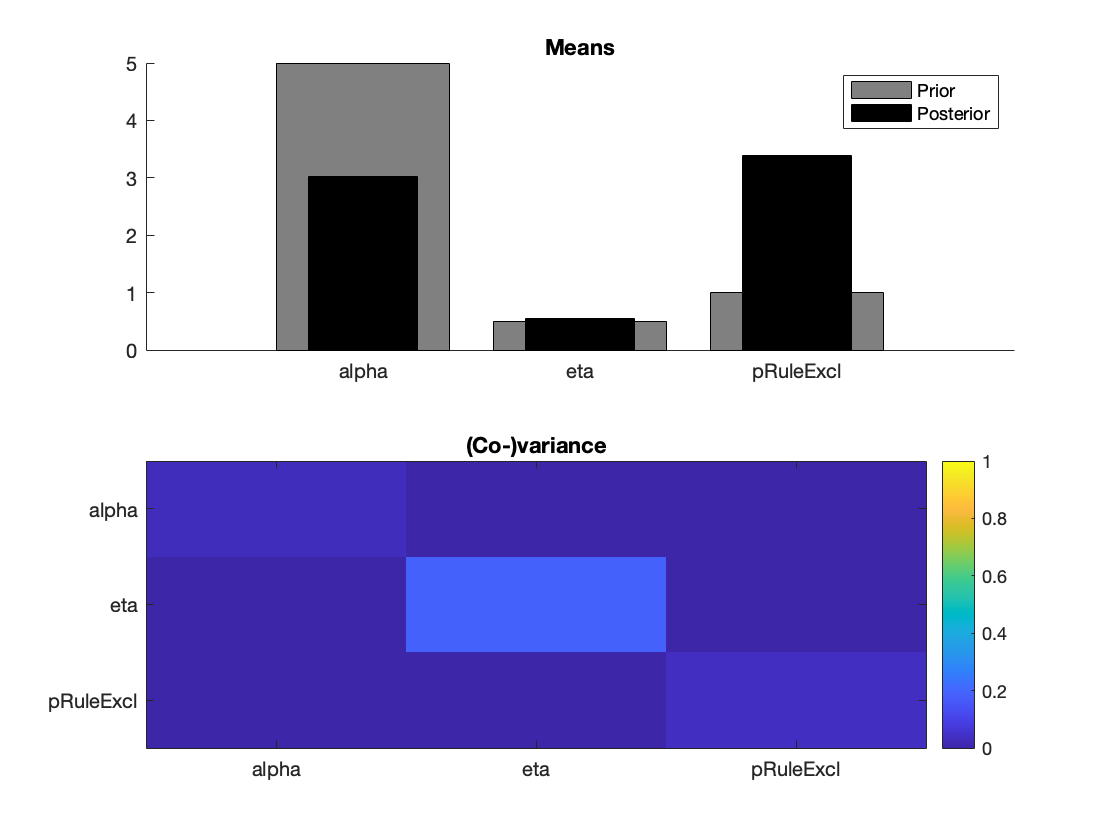 Means
5
4
3
2
1
0
Prior
Posterior
alpha eta pRuleExcl
(Co-)variance
alpha
eta
pRuleExcl
alpha eta pRuleExcl
1
0.8
0.6
0.4
0.2
0